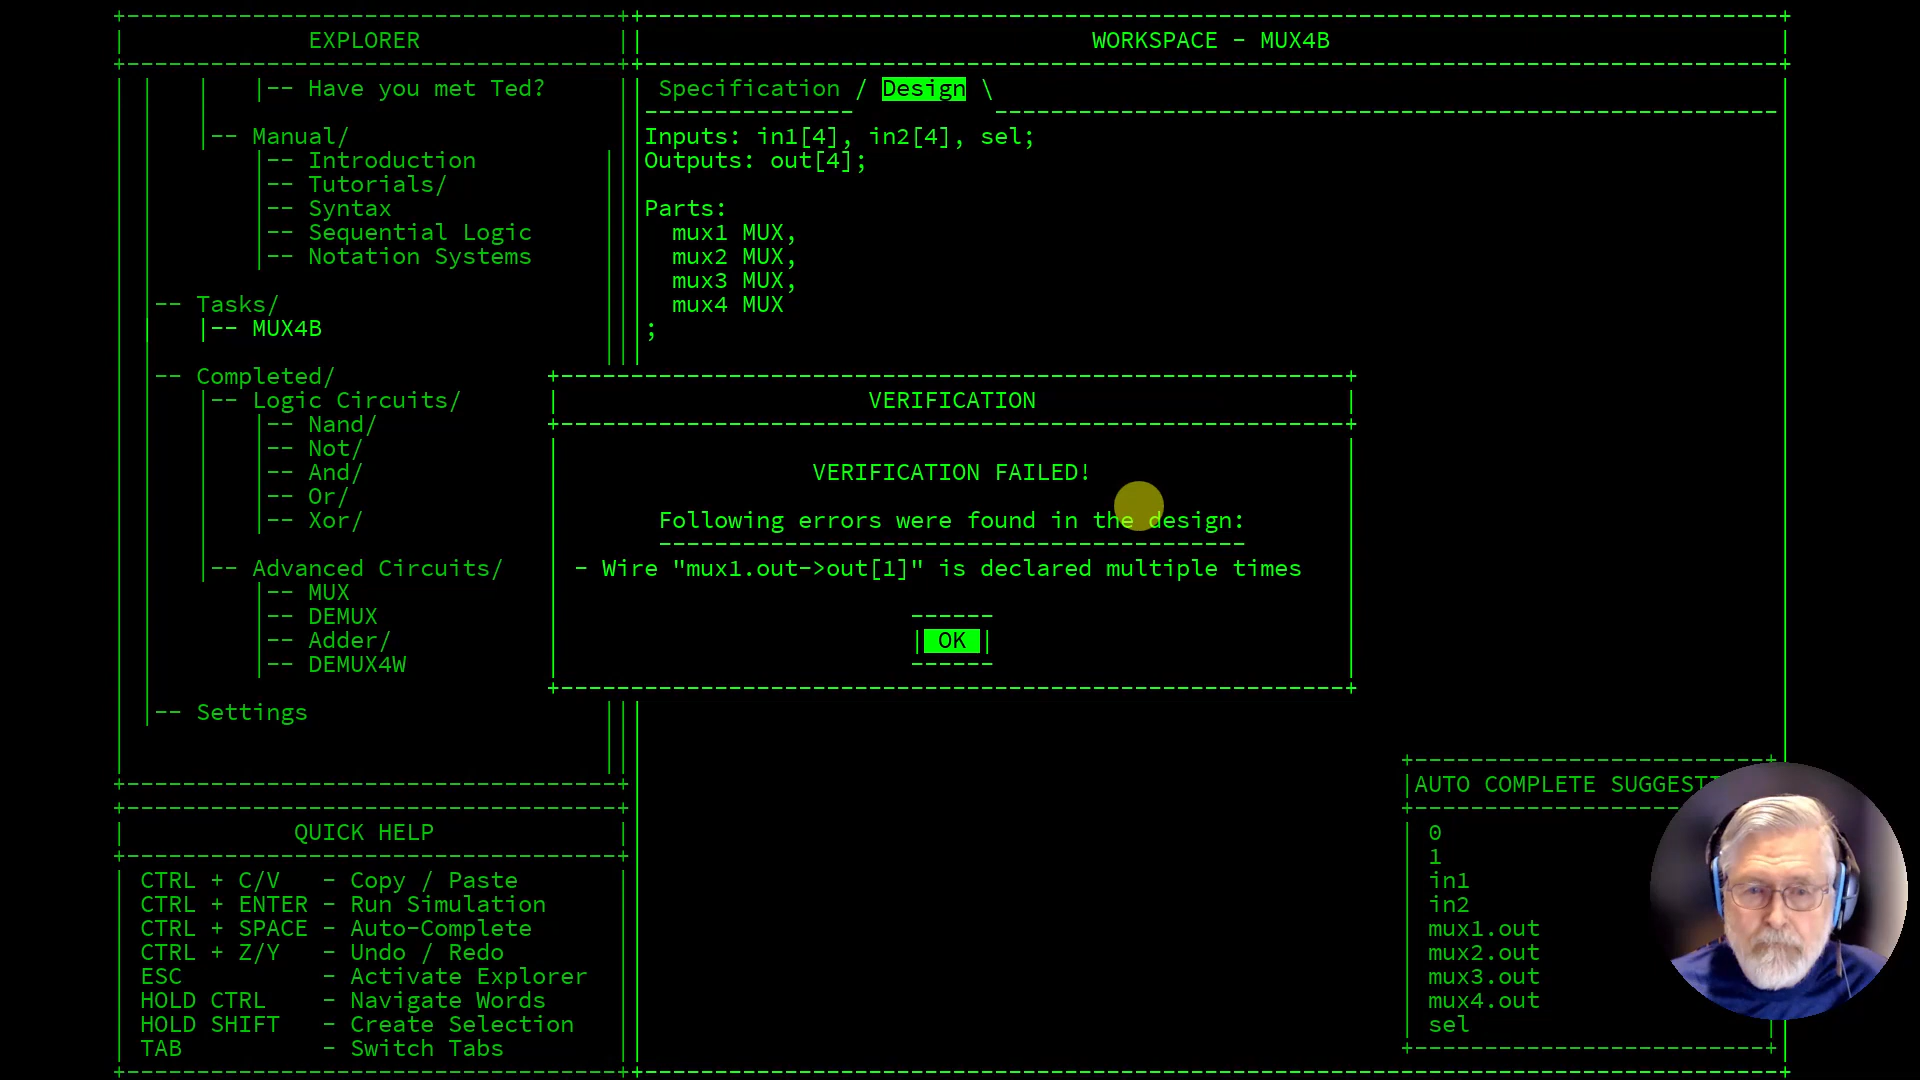 EXPLORER
|-- Have you met Ted?
|-- Manual/
|-- Introduction
|-- Tutorials/
|-- Syntax
|-- Sequential Logic
|-- Notation Systems
|-- Tasks/
|-- MUX4B
|-- Completed/
|-- Logic Circuits/
|-- Nand/
|-- Not/
|-- And/
|-- Or/
|-- Xor/
|-- Advanced Circuits/
|-- MUX
|-- DEMUX
|-- Adder/
|-- DEMUX4W
|-- Settings
QUICK HELP
CTRL + C/V - Copy / Paste
CTRL + ENTER - Run Simulation
CTRL + SPACE - Auto-Complete
CTRL + Z/Y - Undo / Redo
ESC - Activate Explorer
HOLD CTRL - Navigate Words
HOLD SHIFT - Create Selection
TAB - Switch Tabs
WORKSPACE - MUX4B
Specification / Design \
Inputs: in1[4], in2[4], sel;
Outputs: out[4];
Parts:
mux1 MUX,
mux2 MUX,
mux3 MUX,
mux4 MUX
;
VERIFICATION
VERIFICATION FAILED!
Following errors were found in the design:
- Wire "mux1.out->out[1]" is declared multiple times
OK
AUTO COMPLETE
0
1
in1
in2
mux1.out
mux2.out
mux3.out
mux4.out
sel